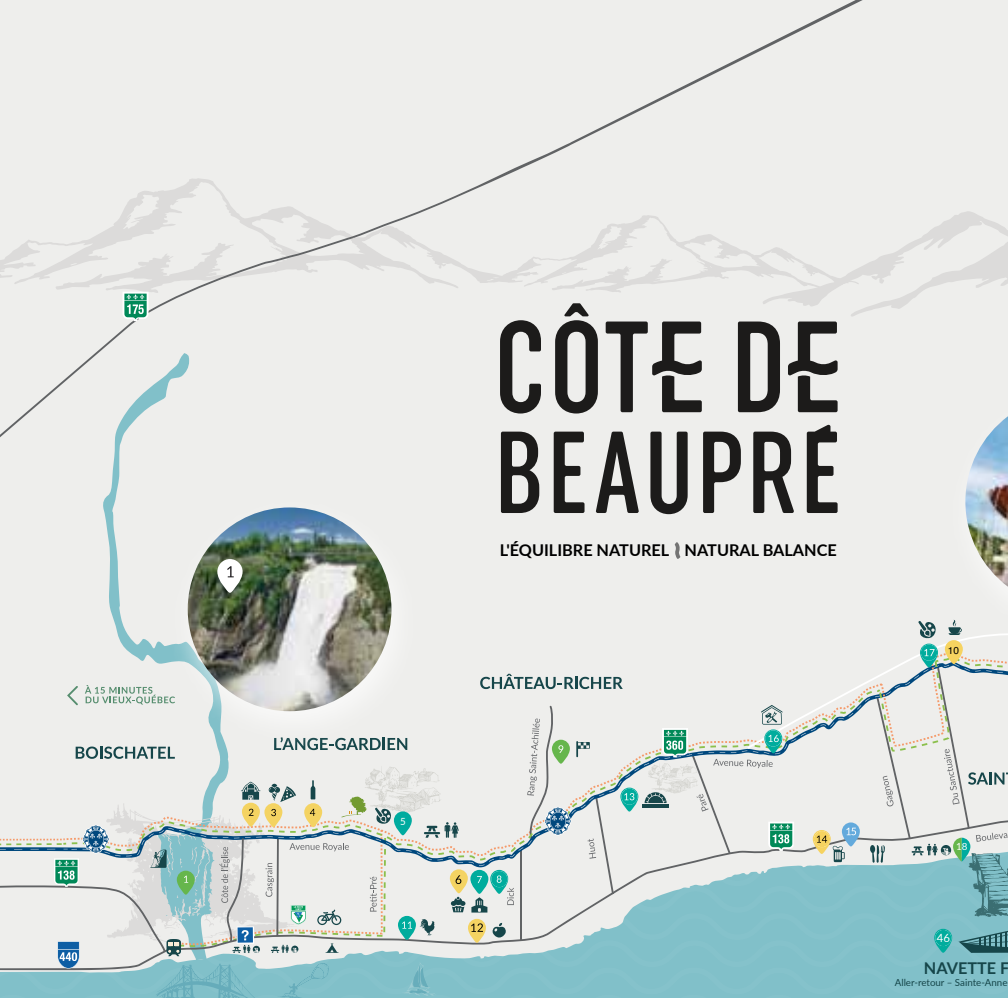 175
CÔTE DE
BEAUPRÉ
L'ÉQUILIBRE NATUREL NATURAL BALANCE
1
À 15 MINUTES
DU VIEUX-QUÉBEC
BOISCHATEL
L'ANGE-GARDIEN
CHÂTEAU-RICHER
17
10
Rang Saint-Achillée
9
360
16
Avenue Royale
Gagnon
Du Sanctuaire
SAINT
2
3
4
5
13
Paré
Huot
138
14
15
18
Bouleva
Avenue Royale
138
1
Côte de l'Église
Casgrain
Petit-Pré
6
7
8
Dick
11
12
?
440
46
NAVETTE F
Aller-retour – Sainte-Anne